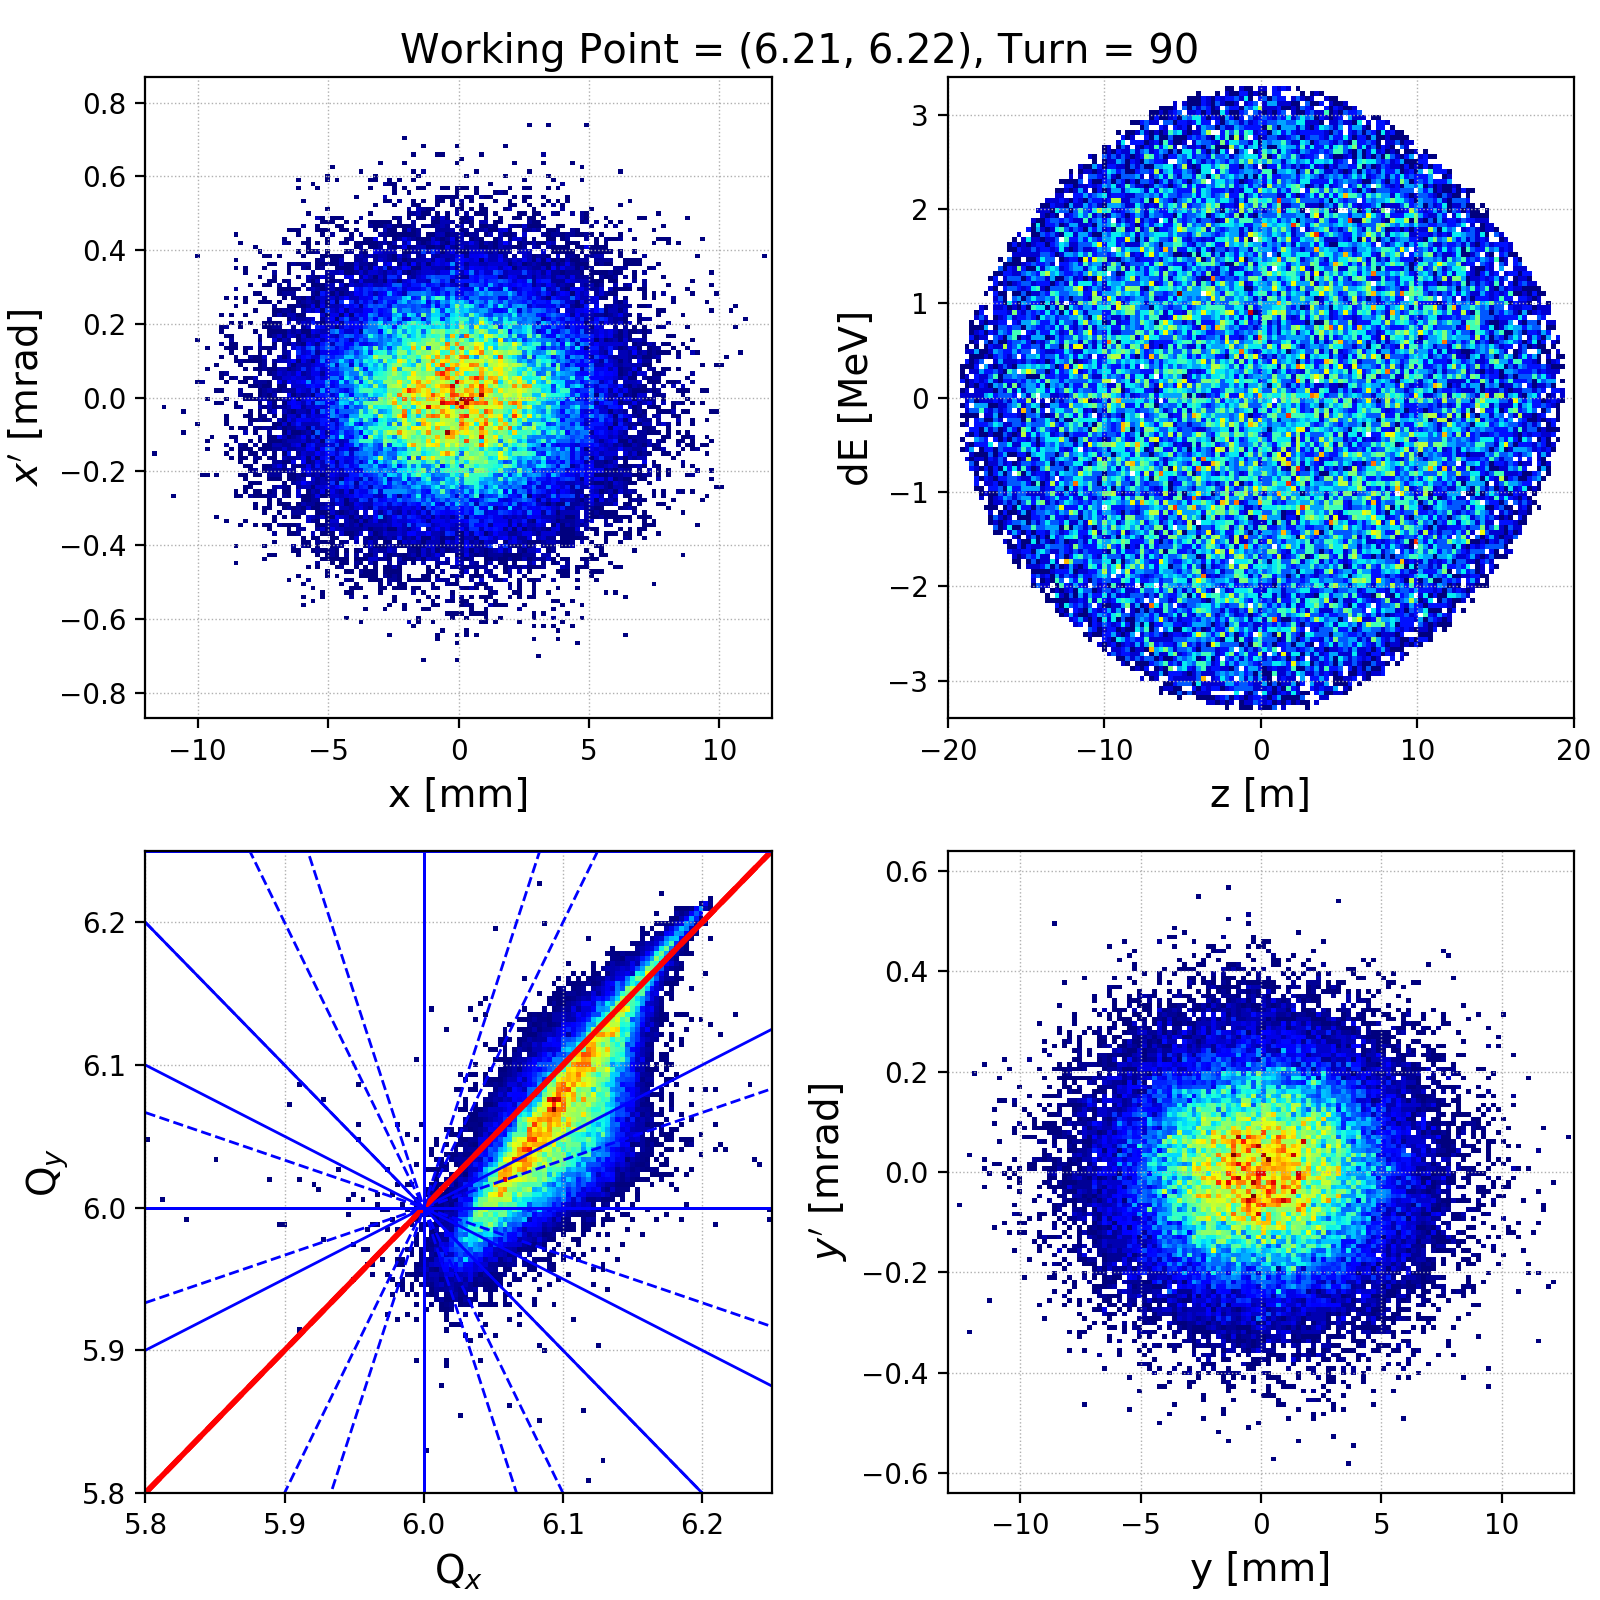 Working Point = (6.21, 6.22), Turn = 90
0.8
0.6
0.4
0.2
0.0
−0.2
−0.4
−0.6
−0.8
x′ [mrad]
−10 −5 0 5 10
x [mm]
3
2
1
0
−1
−2
−3
dE [MeV]
−20 −10 0 10 20
z [m]
6.2
6.1
6.0
5.9
5.8
Qy
5.8 5.9 6.0 6.1 6.2
Qx
0.6
0.4
0.2
0.0
−0.2
−0.4
−0.6
y′ [mrad]
−10 −5 0 5 10
y [mm]